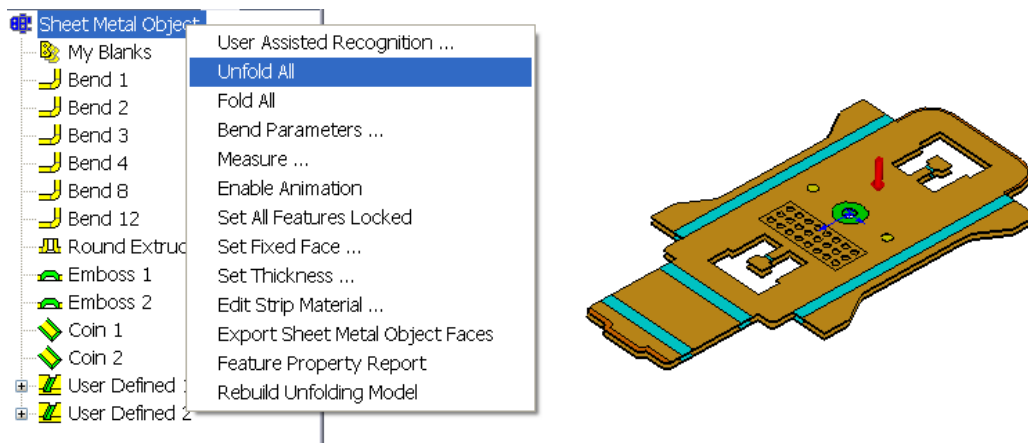 Sheet Metal Object
My Blanks
Bend 1
Bend 2
Bend 3
Bend 4
Bend 8
Bend 12
Round Extruc
Emboss 1
Emboss 2
Coin 1
Coin 2
User Defined
User Defined 2
User Assisted Recognition ...
Unfold All
Fold All
Bend Parameters ...
Measure ...
Enable Animation
Set All Features Locked
Set Fixed Face ...
Set Thickness ...
Edit Strip Material ...
Export Sheet Metal Object Faces
Feature Property Report
Rebuild Unfolding Model